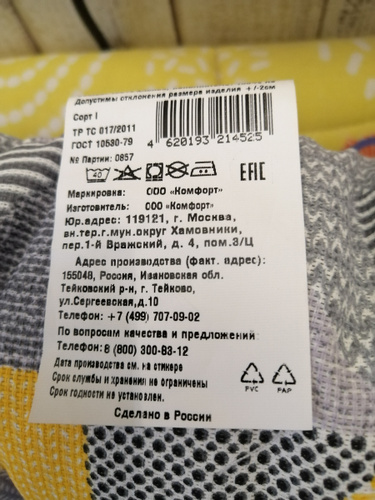 Допустимы отклонения размера изделия +/-2см
Сорт I
ТР ТС 017/2011
ГОСТ 10530-79
4 620193 214525
№ Партии: 0857
40
EAC
Маркировка: ООО «Комфорт»
Изготовитель: ООО «Комфорт»
Юр.адрес: 119121, г. Москва,
вн.тер.г.мун.округ Хамовники,
пер.1-й Вражский, д. 4, пом.3/Ц
Адрес производства (факт. адрес):
155048, Россия, Ивановская обл.
Тейковский р-н, г. Тейково,
ул.Сергеевская,д.10
Телефон: +7 (499) 707-09-02
По вопросам качества и предложений
Телефон: 8 (800) 300-83-12
Дата производства см. на стикере
Срок службы и хранения не ограничены
Срок годности не установлен.
PVC PAP
Сделано в России